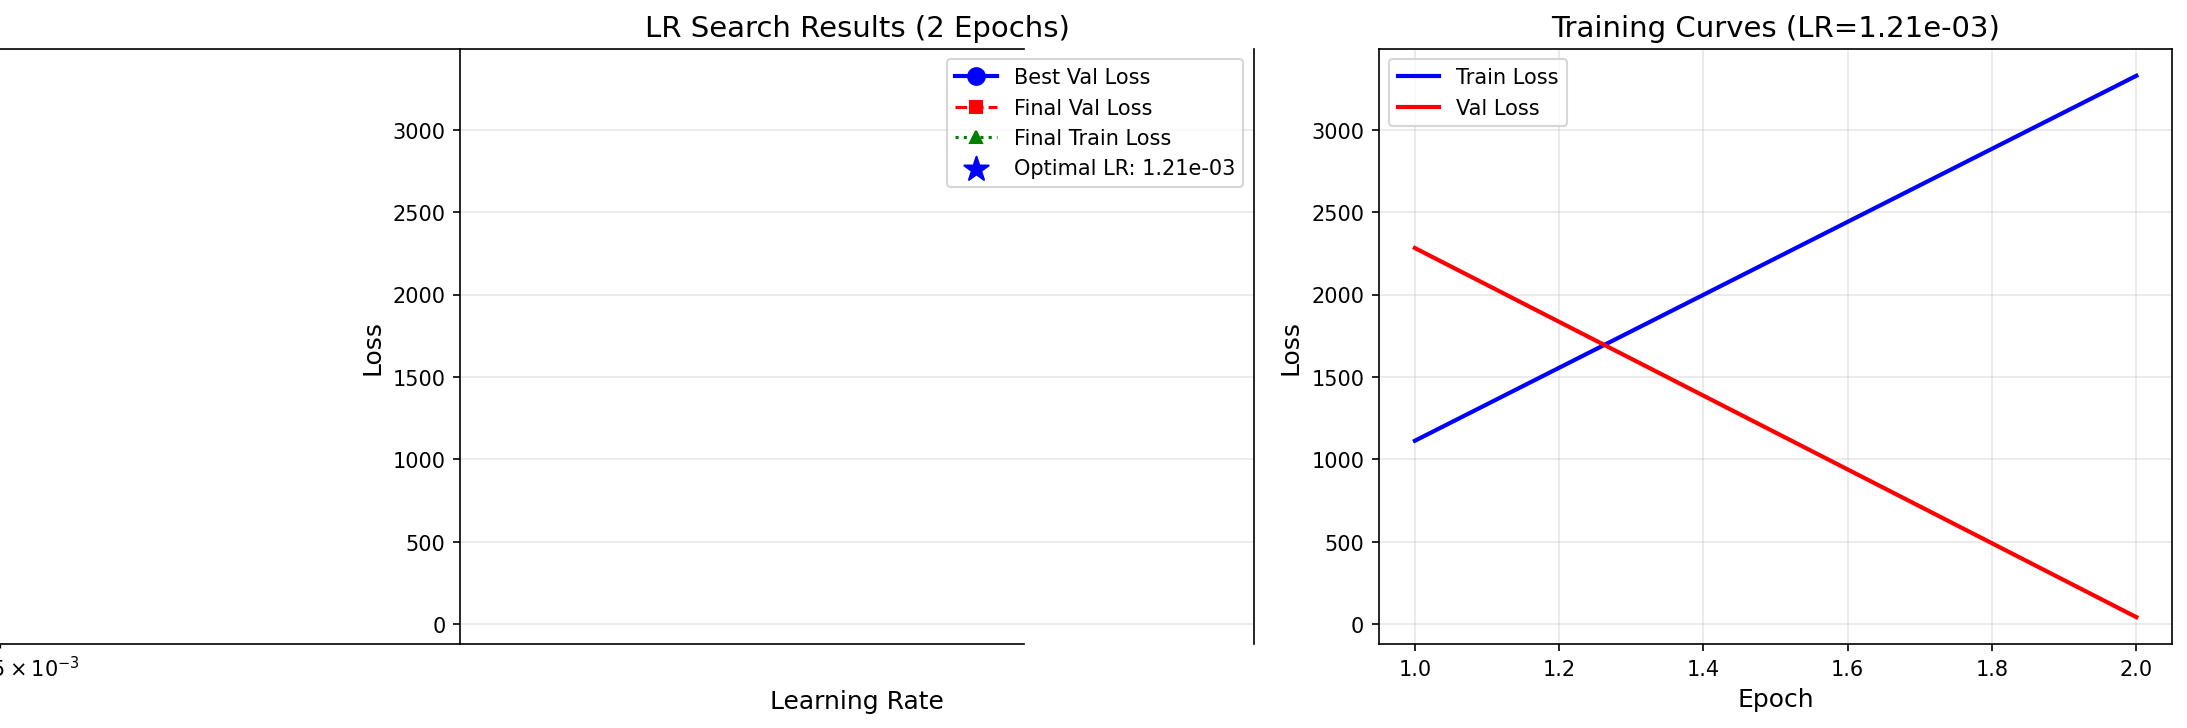 LR Search Results (2 Epochs)
Best Val Loss
Final Val Loss
Final Train Loss
Optimal LR: 1.21e-03
3000
2500
2000
1500
1000
500
0
Loss
× 10⁻³
Learning Rate
Training Curves (LR=1.21e-03)
Train Loss
Val Loss
3000
2500
2000
1500
1000
500
0
Loss
1.0 1.2 1.4 1.6 1.8 2.0
Epoch